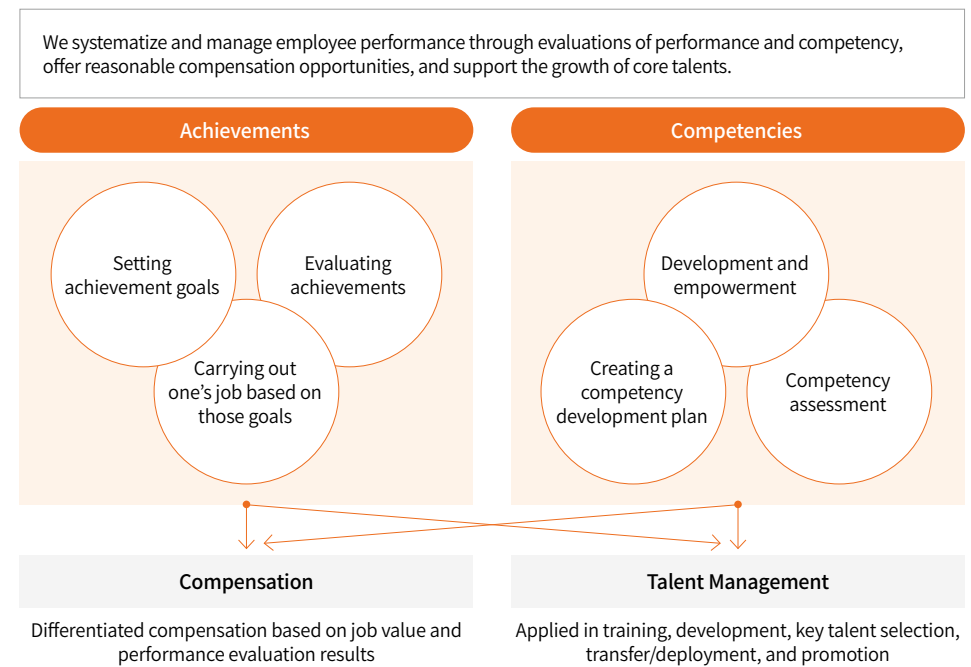 We systematize and manage employee performance through evaluations of performance and competency,
offer reasonable compensation opportunities, and support the growth of core talents.
Achievements
Setting
achievement goals
Evaluating
achievements
Carrying out
one's job based on
those goals
Competencies
Development and
empowerment
Creating a
competency
development plan
Competency
assessment
Compensation
Differentiated compensation based on job value and
performance evaluation results
Talent Management
Applied in training, development, key talent selection,
transfer/deployment, and promotion